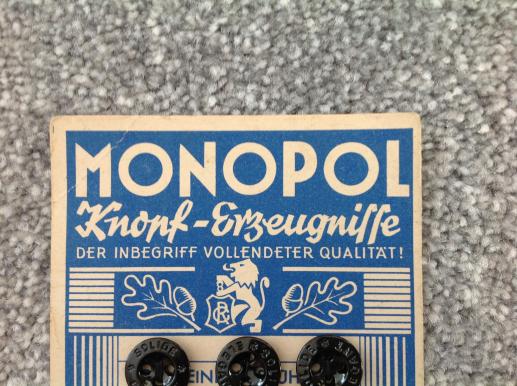 MONOPOL
Knopf-Erzeugnisse
DER INBEGRIFF VOLLENDETER QUALITÄT!